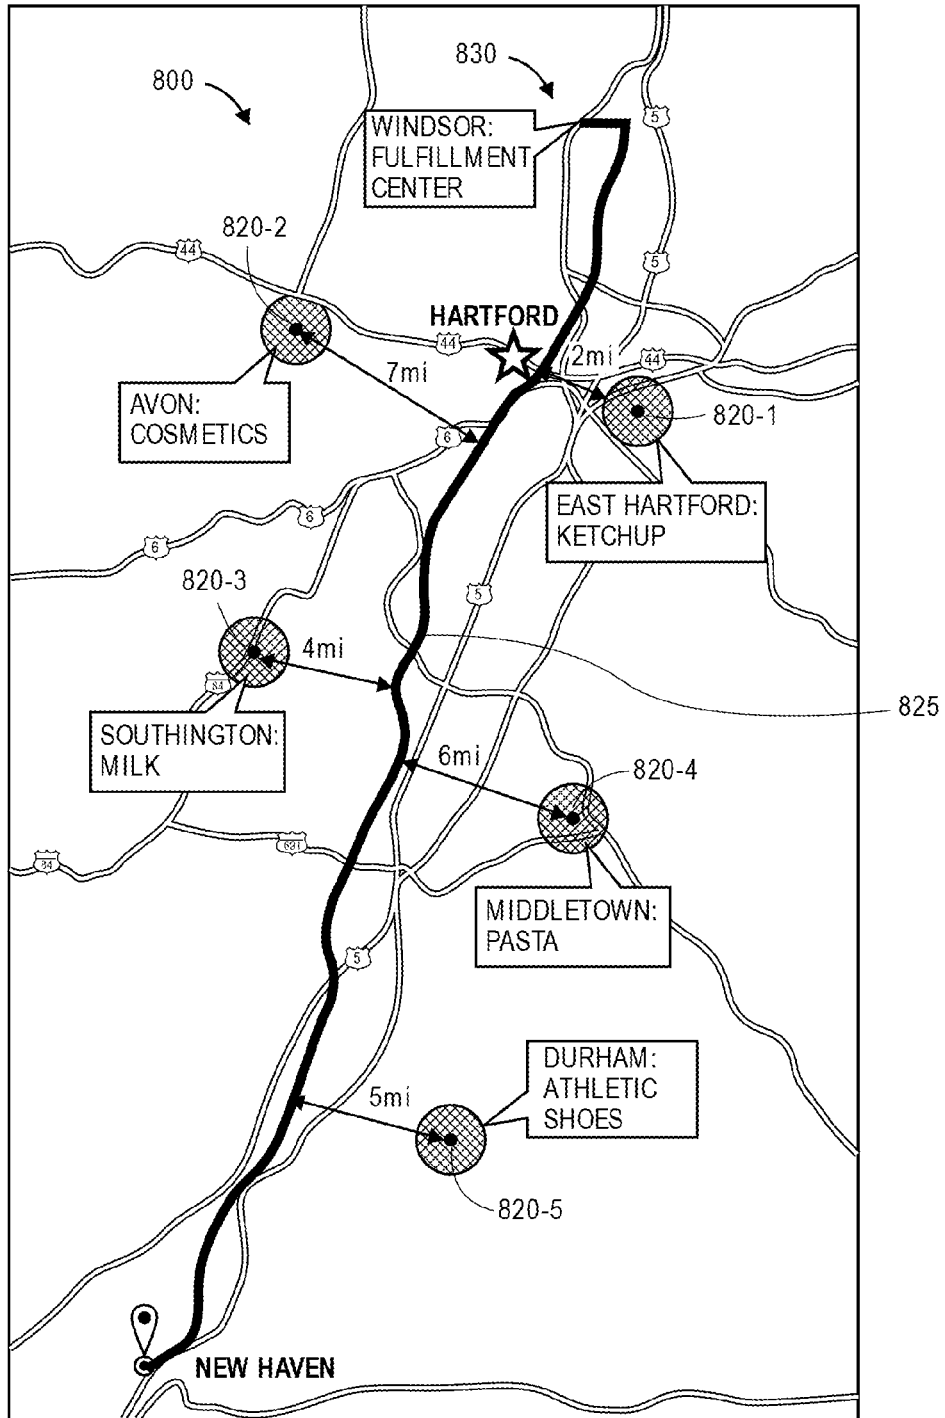 830
800
5
WINDSOR:
FULFILLMENT
CENTER
820-2
44
5
HARTFORD
44
2mi
44
7mi
AVON:
COSMETICS
820-1
6
EAST HARTFORD:
KETCHUP
6
6
820-3
5
4mi
84
825
SOUTHINGTON:
MILK
6mi
820-4
691
84
MIDDLETOWN:
PASTA
5
DURHAM:
ATHLETIC
SHOES
5mi
820-5
NEW HAVEN